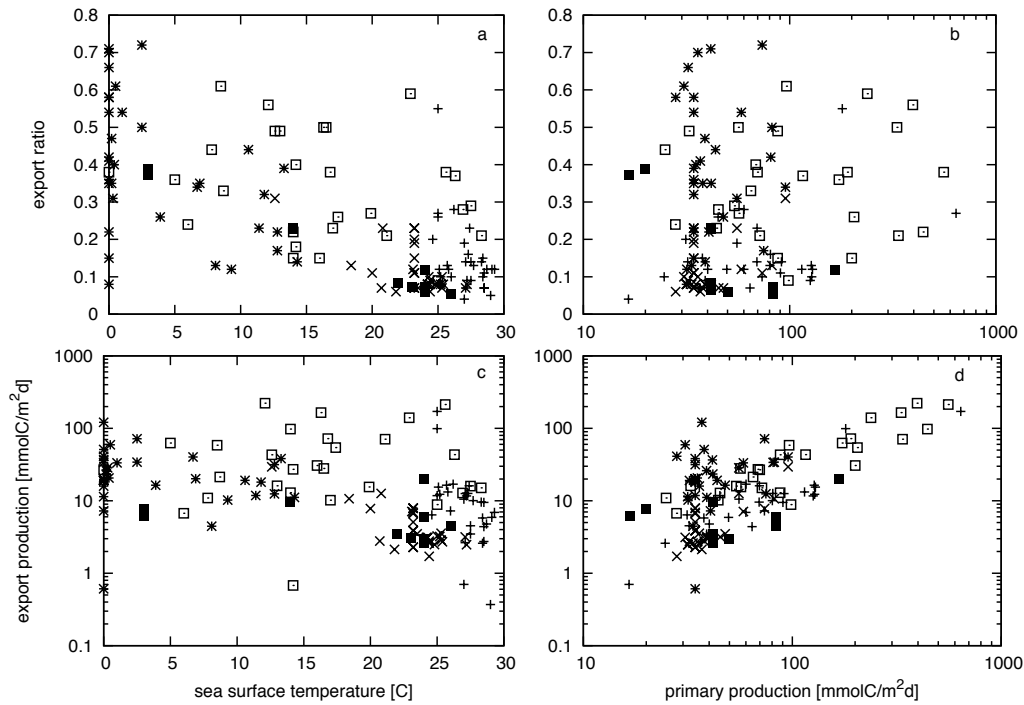 0.8
0.7
0.6
0.5
0.4
0.3
0.2
0.1
0
export ratio
0 5 10 15 20 25 30
a
0.8
0.7
0.6
0.5
0.4
0.3
0.2
0.1
0
10 100 1000
b
1000
100
10
1
0.1
export production [mmolC/m²d]
0 5 10 15 20 25 30
sea surface temperature [C]
c
1000
100
10
1
0.1
10 100 1000
primary production [mmolC/m²d]
d